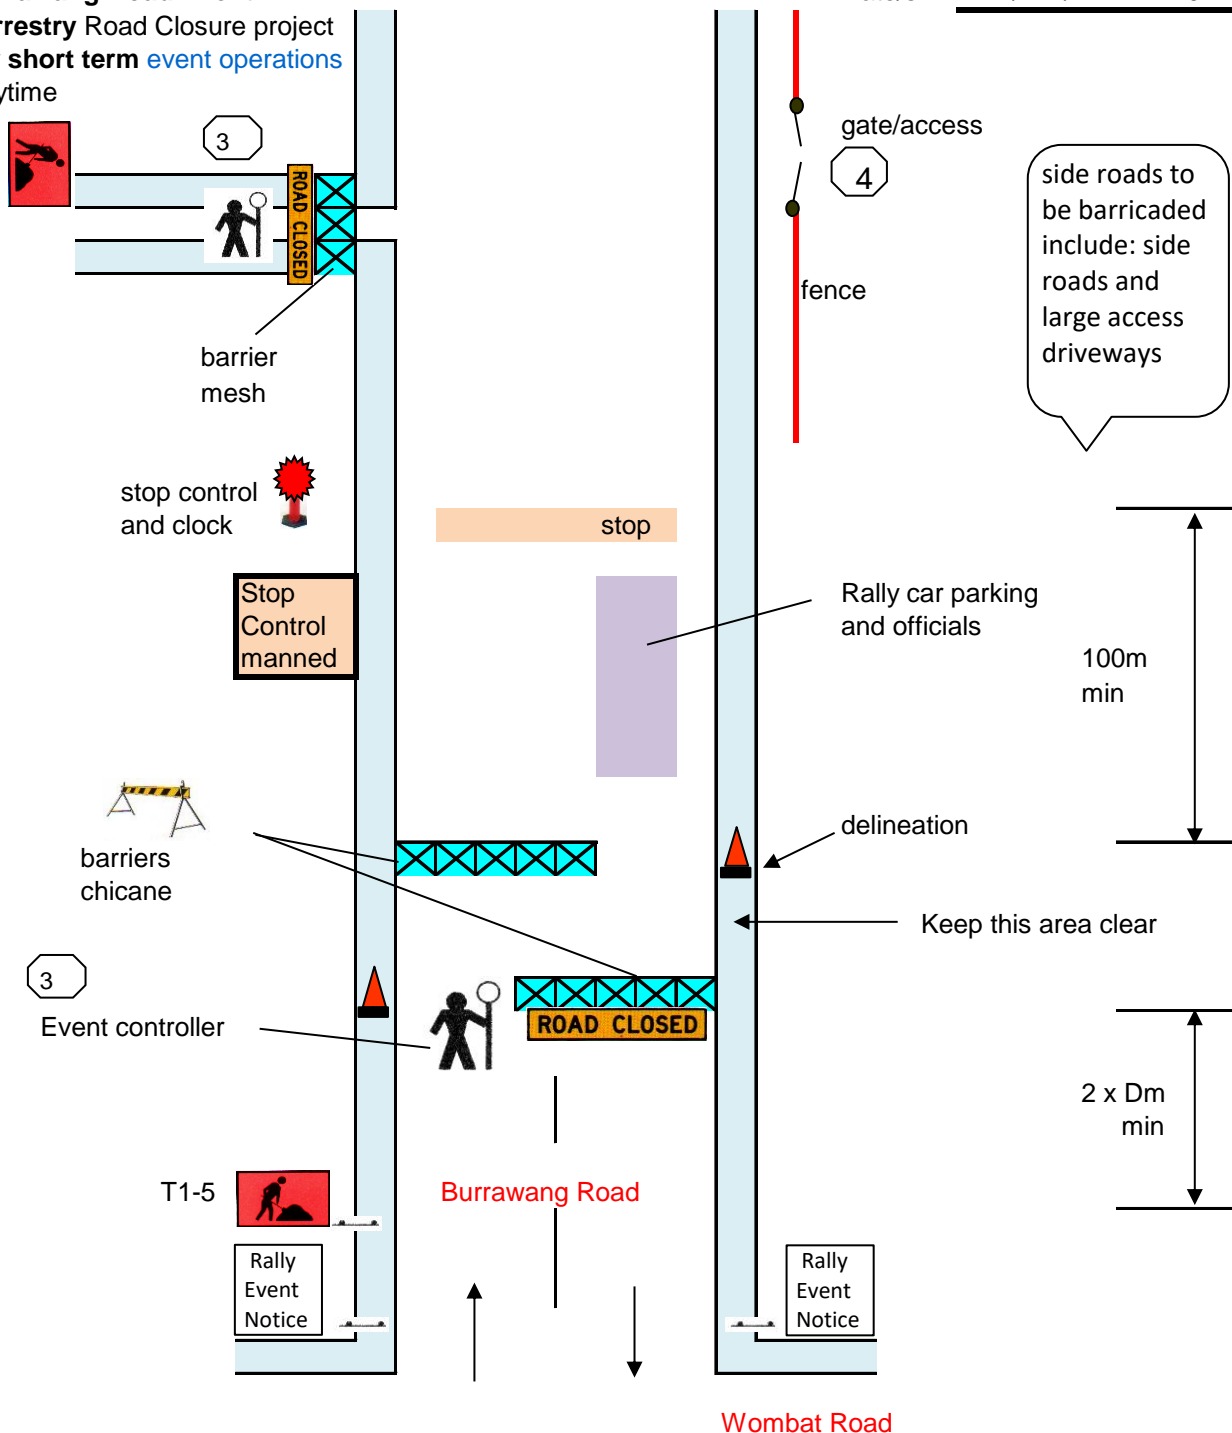 rrestry Road Closure project
short term event operations
ytime
3
gate/access
4
side roads to
be barricaded
include: side
roads and
large access
driveways
ROAD CLOSED
fence
barrier
mesh
stop control
and clock
stop
Stop
Control
manned
Rally car parking
and officials
100m
min
barriers
chicane
delineation
Keep this area clear
3
Event controller
ROAD CLOSED
2 x Dm
min
T1-5
Burrawang Road
Rally
Event
Notice
Rally
Event
Notice
Wombat Road